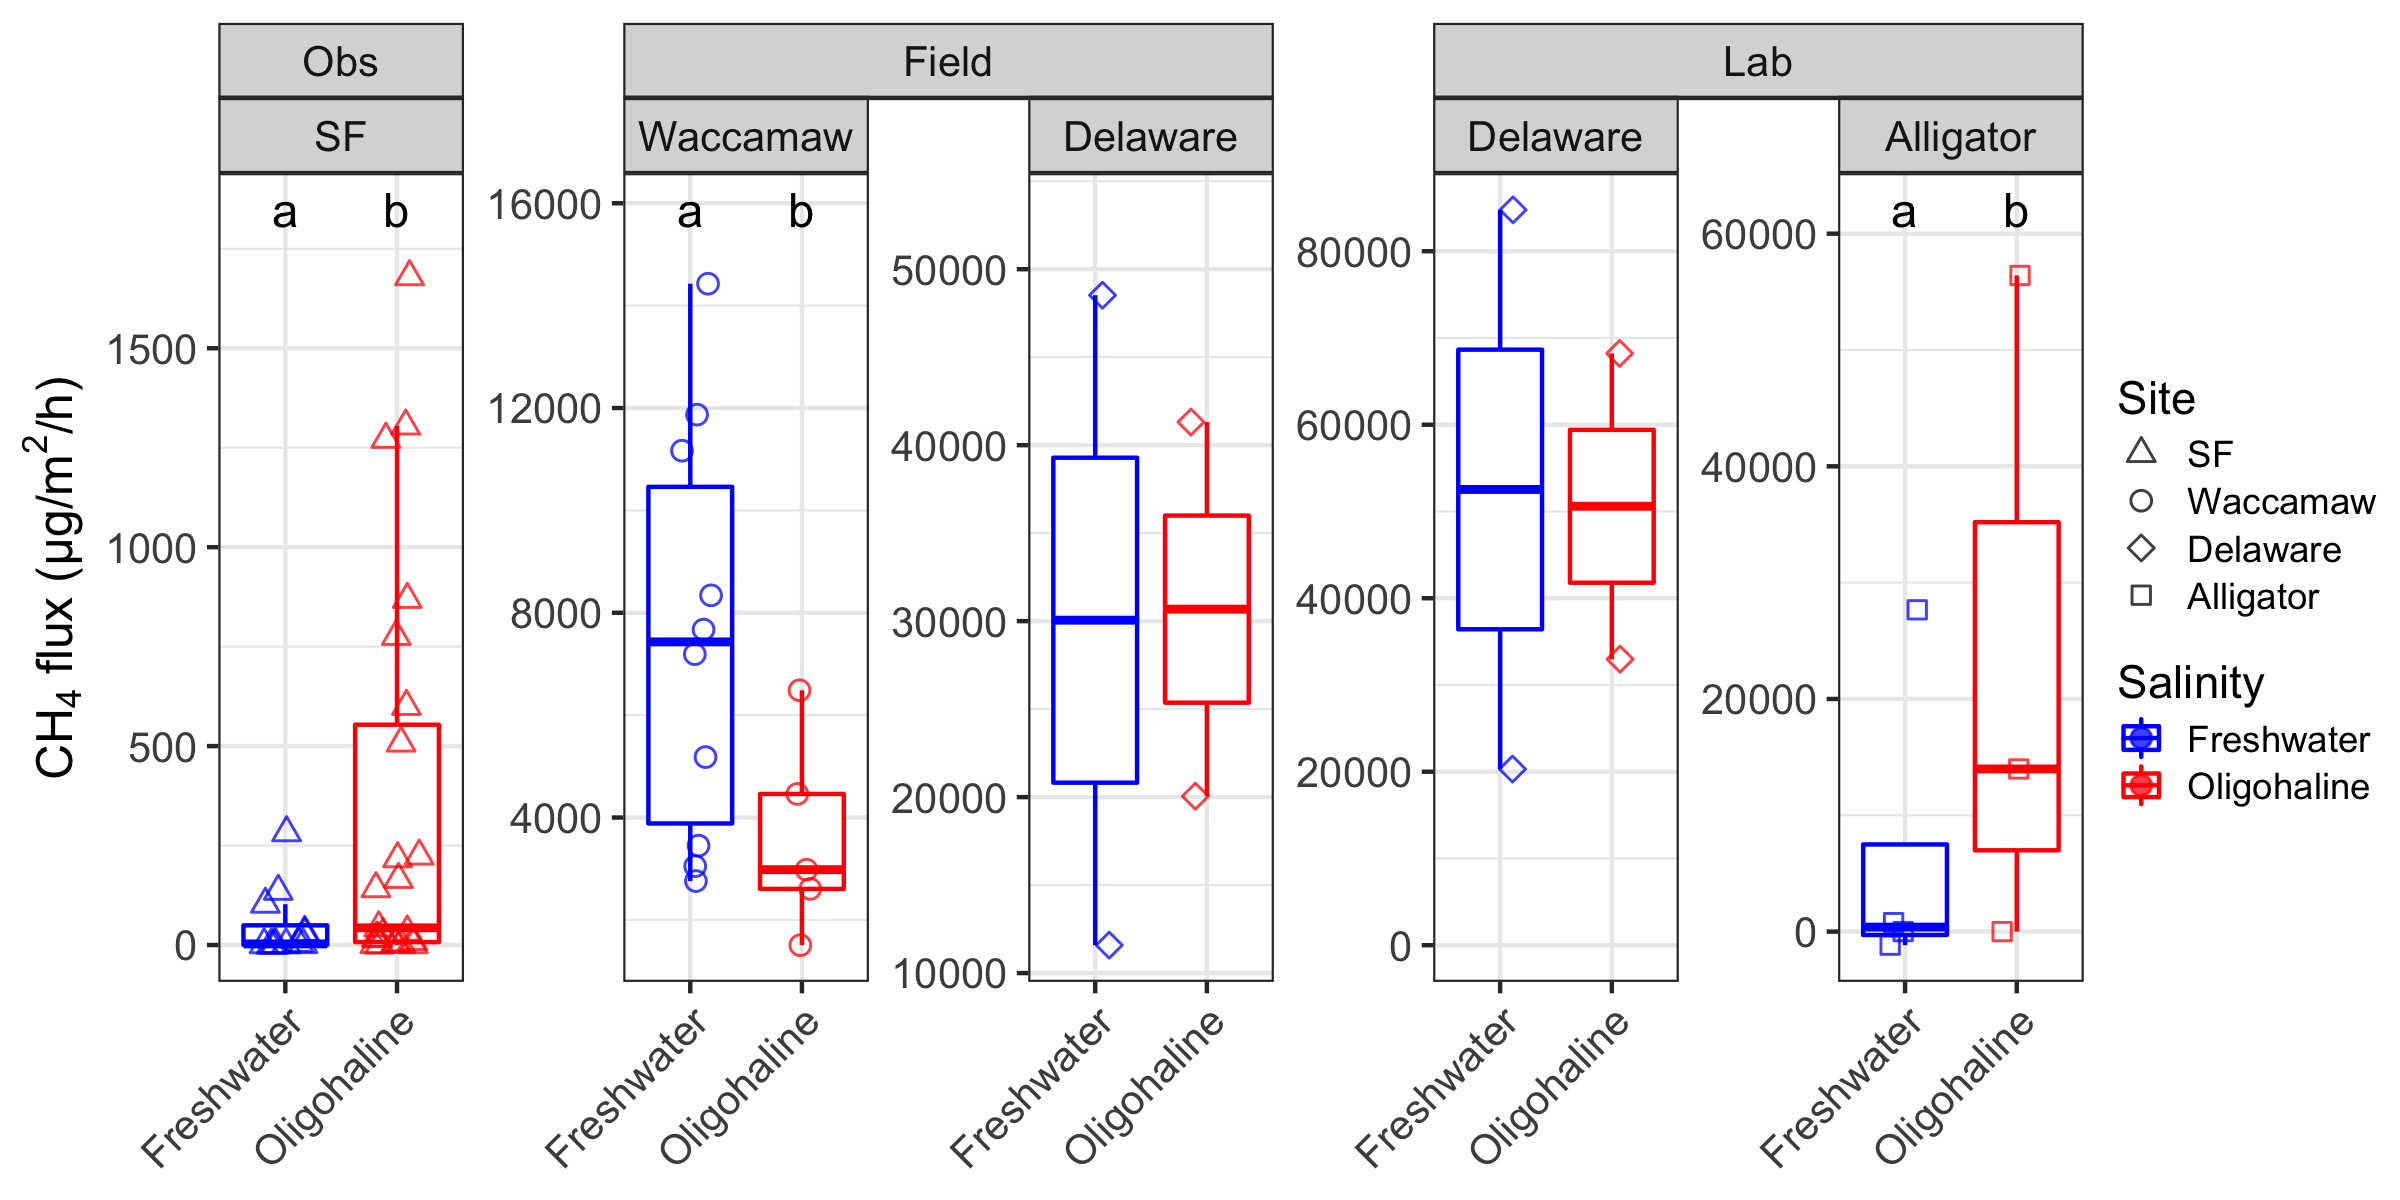 Obs
Field
Lab
SF
Waccamaw
Delaware
Delaware
Alligator
CH₄ flux (µg/m²/h)
a b
1500
1000
500
0
a b
16000
12000
8000
4000
50000
40000
30000
20000
10000
80000
60000
40000
20000
0
a b
60000
40000
20000
0
Freshwater
Oligohaline
Freshwater
Oligohaline
Freshwater
Oligohaline
Freshwater
Oligohaline
Freshwater
Oligohaline
Site
SF
Waccamaw
Delaware
Alligator
Salinity
Freshwater
Oligohaline